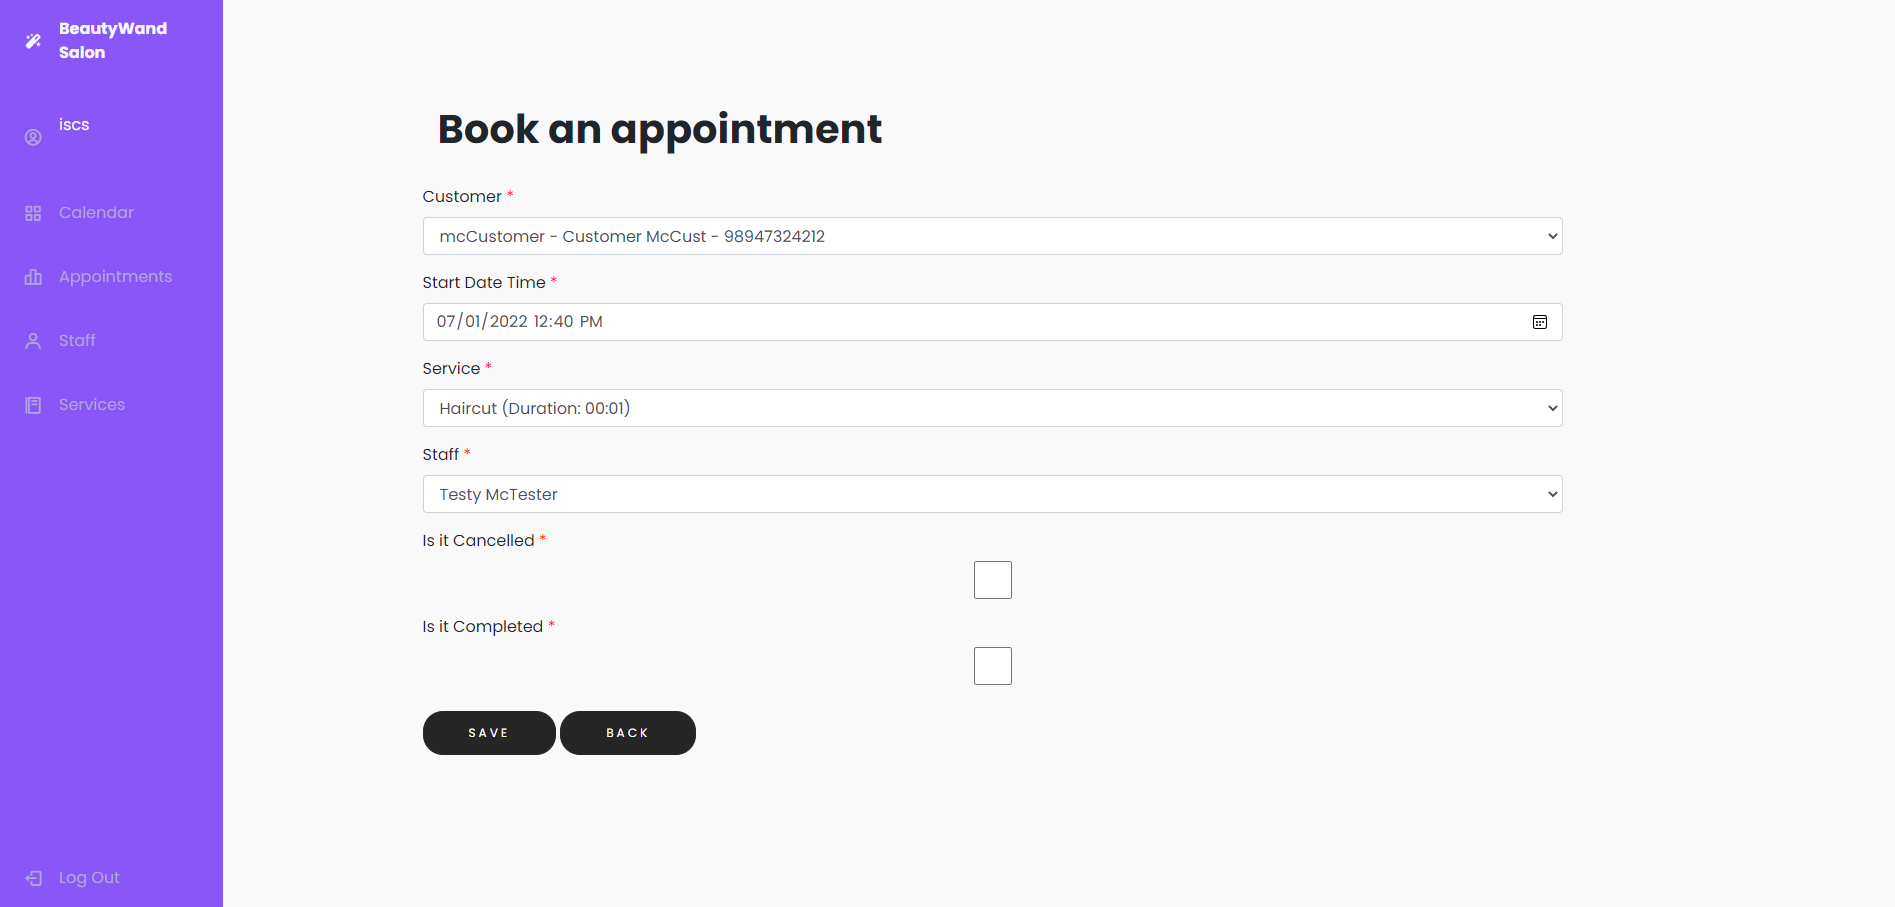 BeautyWand
Salon
iscs
Calendar
Appointments
Staff
Services
Log Out
Book an appointment
Customer *
mcCustomer - Customer McCust - 98947324212
Start Date Time *
07/01/2022 12:40 PM
Service *
Haircut (Duration: 00:01)
Staff *
Testy McTester
Is it Cancelled *
Is it Completed *
SAVE BACK